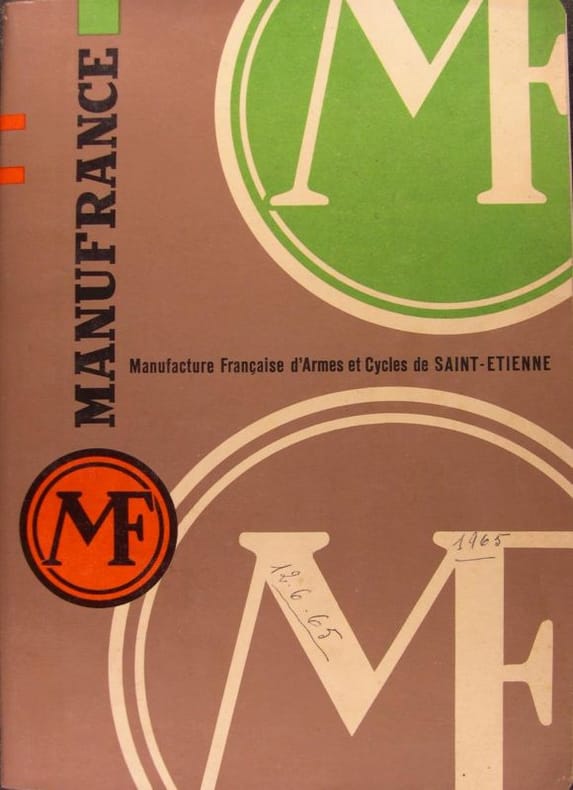 MF
MANUFRANCE
Manufacture Française d'Armes et Cycles de SAINT-ETIENNE
MF
MF
1965
12.6.65